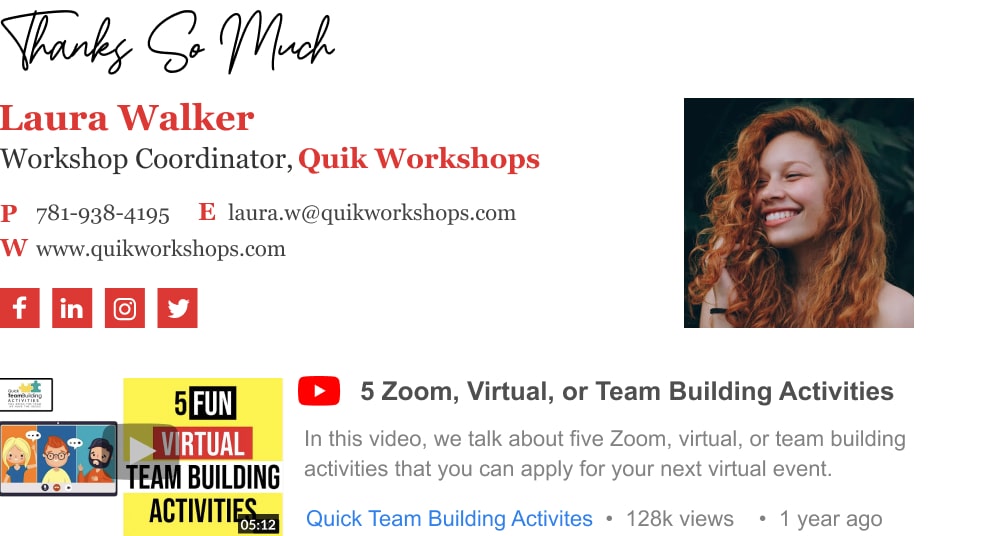 Thanks So Much
Laura Walker
Workshop Coordinator, Quik Workshops
P 781-938-4195 E laura.w@quikworkshops.com
W www.quikworkshops.com
f in
Quick
TeamBuilding
ACTIVITIES
5 FUN
VIRTUAL
TEAM BUILDING
ACTIVITIES
05:12
5 Zoom, Virtual, or Team Building Activities
In this video, we talk about five Zoom, virtual, or team building
activities that you can apply for your next virtual event.
Quick Team Building Activites • 128k views • 1 year ago